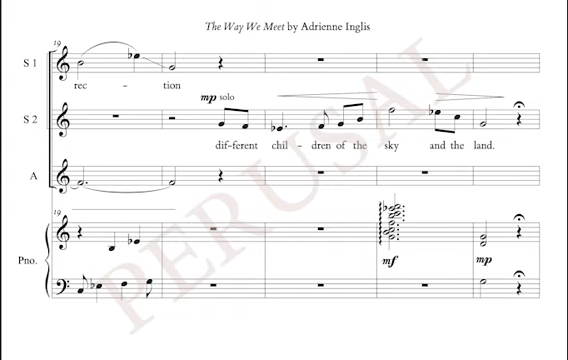 The Way We Meet by Adrienne Inglis
19
S 1
rec - tion
mp solo
S 2
dif-ferent chil - dren of the sky and the land.
A
19
Pno.
mf
mp
PERUSAL